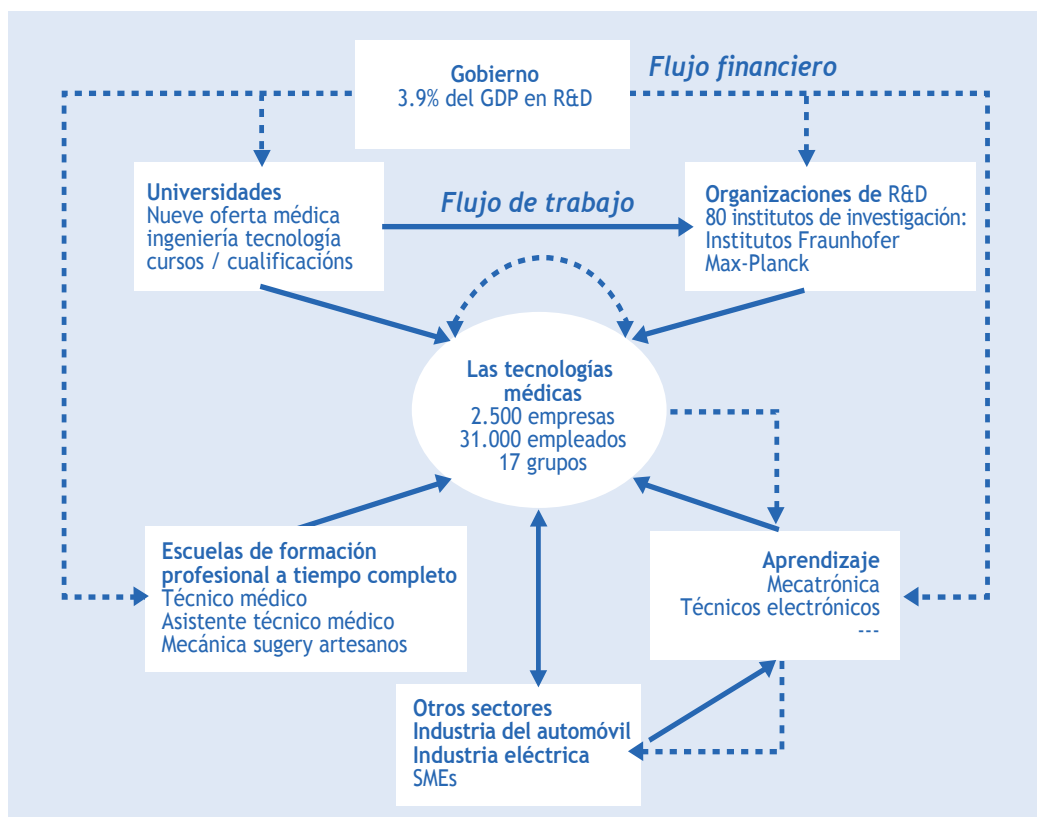 Gobierno
3.9% del GDP en R&D
Flujo financiero
Universidades
Nueve oferta médica
ingeniería tecnología
cursos / cualificacións
Flujo de trabajo
Organizaciones de R&D
80 institutos de investigación:
Institutos Fraunhofer
Max-Planck
Las tecnologías
médicas
2.500 empresas
31.000 empleados
17 grupos
Escuelas de formación
profesional a tiempo completo
Técnico médico
Asistente técnico médico
Mecánica sugery artesanos
Aprendizaje
Mecatrónica
Técnicos electrónicos
---
Otros sectores
Industria del automóvil
Industria eléctrica
SMEs